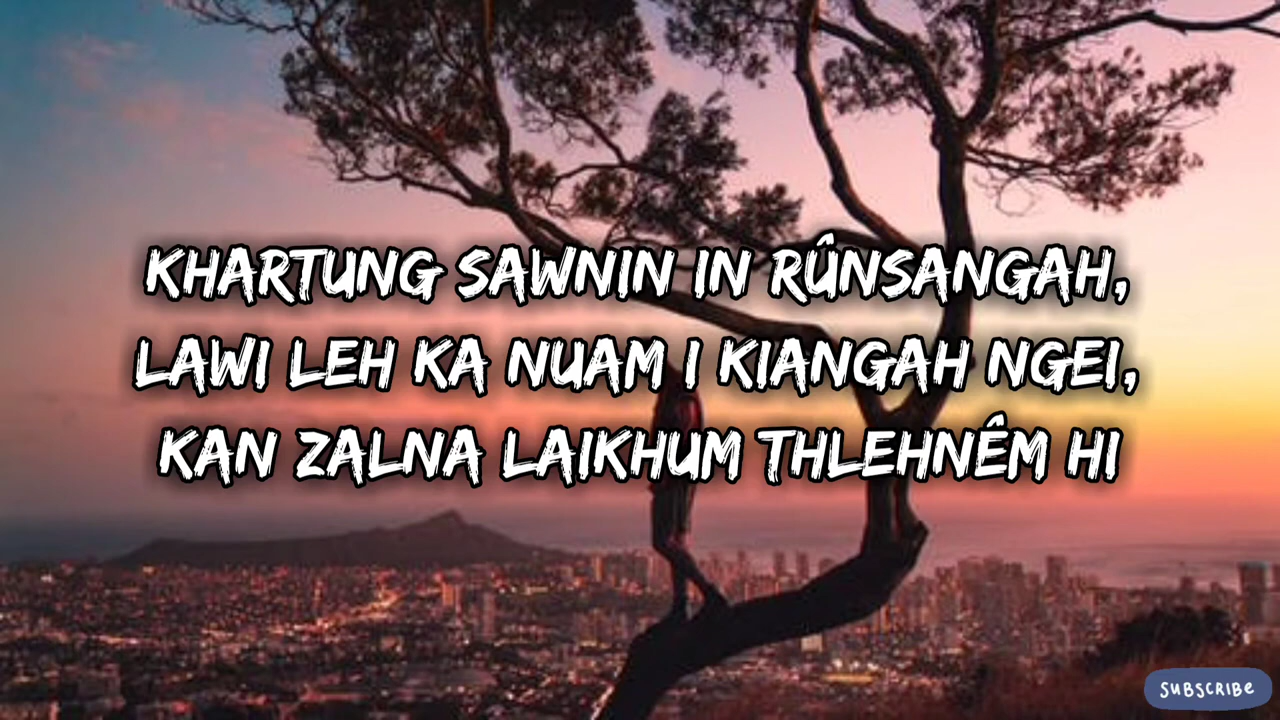 KHARTUNG SAWNIN IN RÛNSANGAH,
LAWI LEH KA NUAM I KIANGAH NGEI,
KAN ZALNA LAIKHUM THLEHNÊM HI
SUBSCRIBE